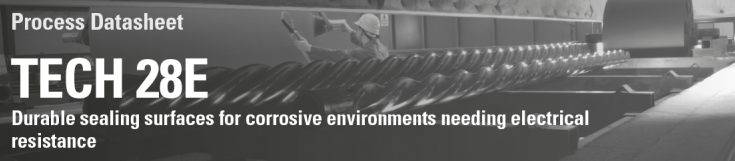 Process Datasheet
TECH 28E
Durable sealing surfaces for corrosive environments needing electrical
resistance